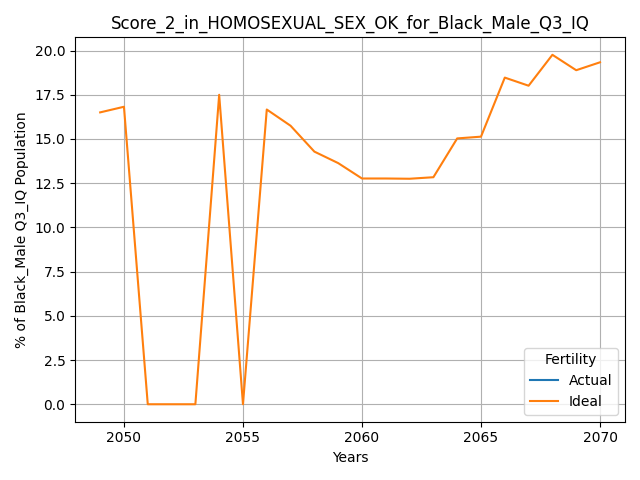 Score_2_in_HOMOSEXUAL_SEX_OK_for_Black_Male_Q3_IQ
% of Black_Male Q3_IQ Population
20.0
17.5
15.0
12.5
10.0
7.5
5.0
2.5
0.0
Fertility
Actual
Ideal
2050 2055 2060 2065 2070
Years